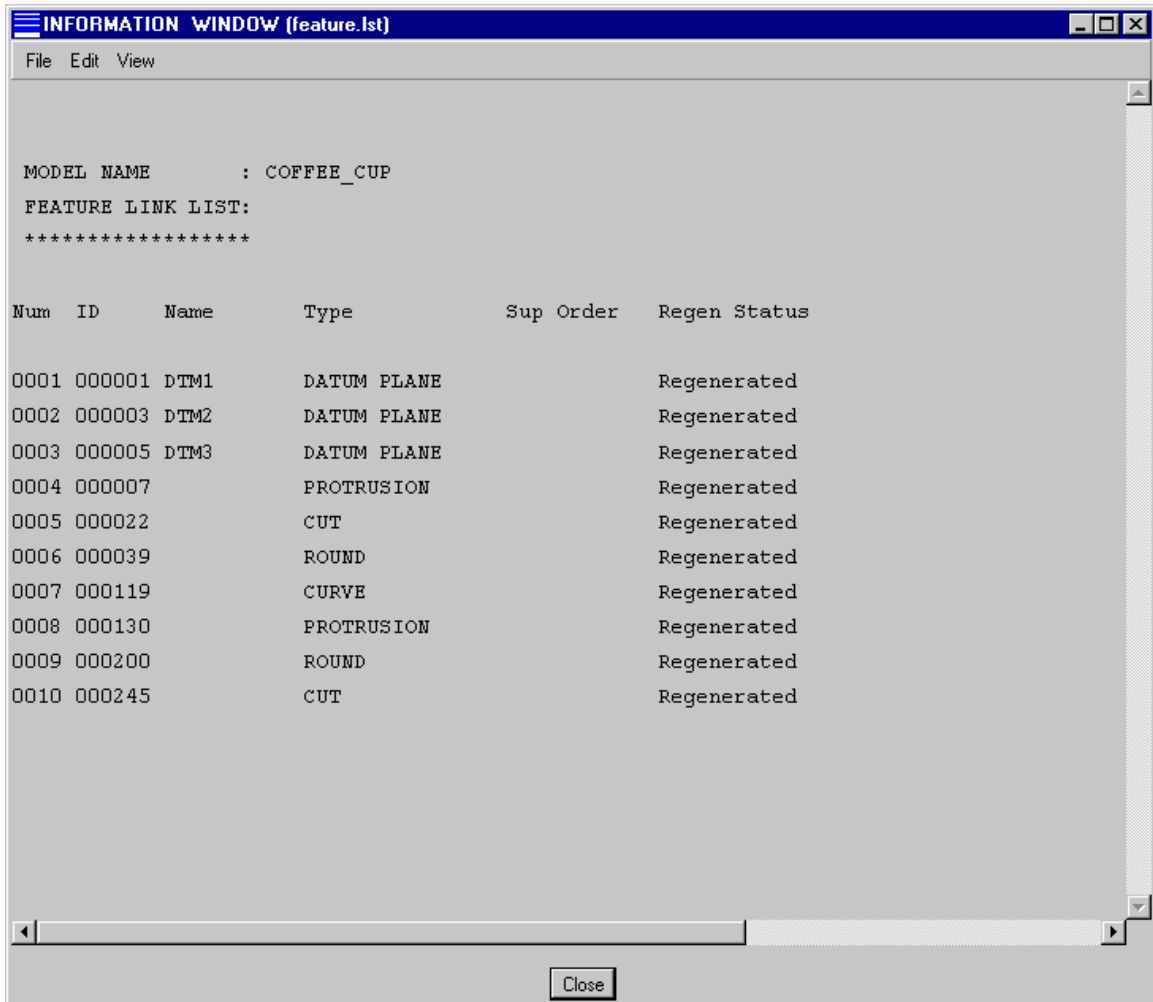 INFORMATION WINDOW (feature.lst)
File Edit View
MODEL NAME : COFFEE_CUP
FEATURE LINK LIST:
******************
Num ID Name Type Sup Order Regen Status
0001 000001 DTM1 DATUM PLANE Regenerated
0002 000003 DTM2 DATUM PLANE Regenerated
0003 000005 DTM3 DATUM PLANE Regenerated
0004 000007 PROTRUSION Regenerated
0005 000022 CUT Regenerated
0006 000039 ROUND Regenerated
0007 000119 CURVE Regenerated
0008 000130 PROTRUSION Regenerated
0009 000200 ROUND Regenerated
0010 000245 CUT Regenerated
Close